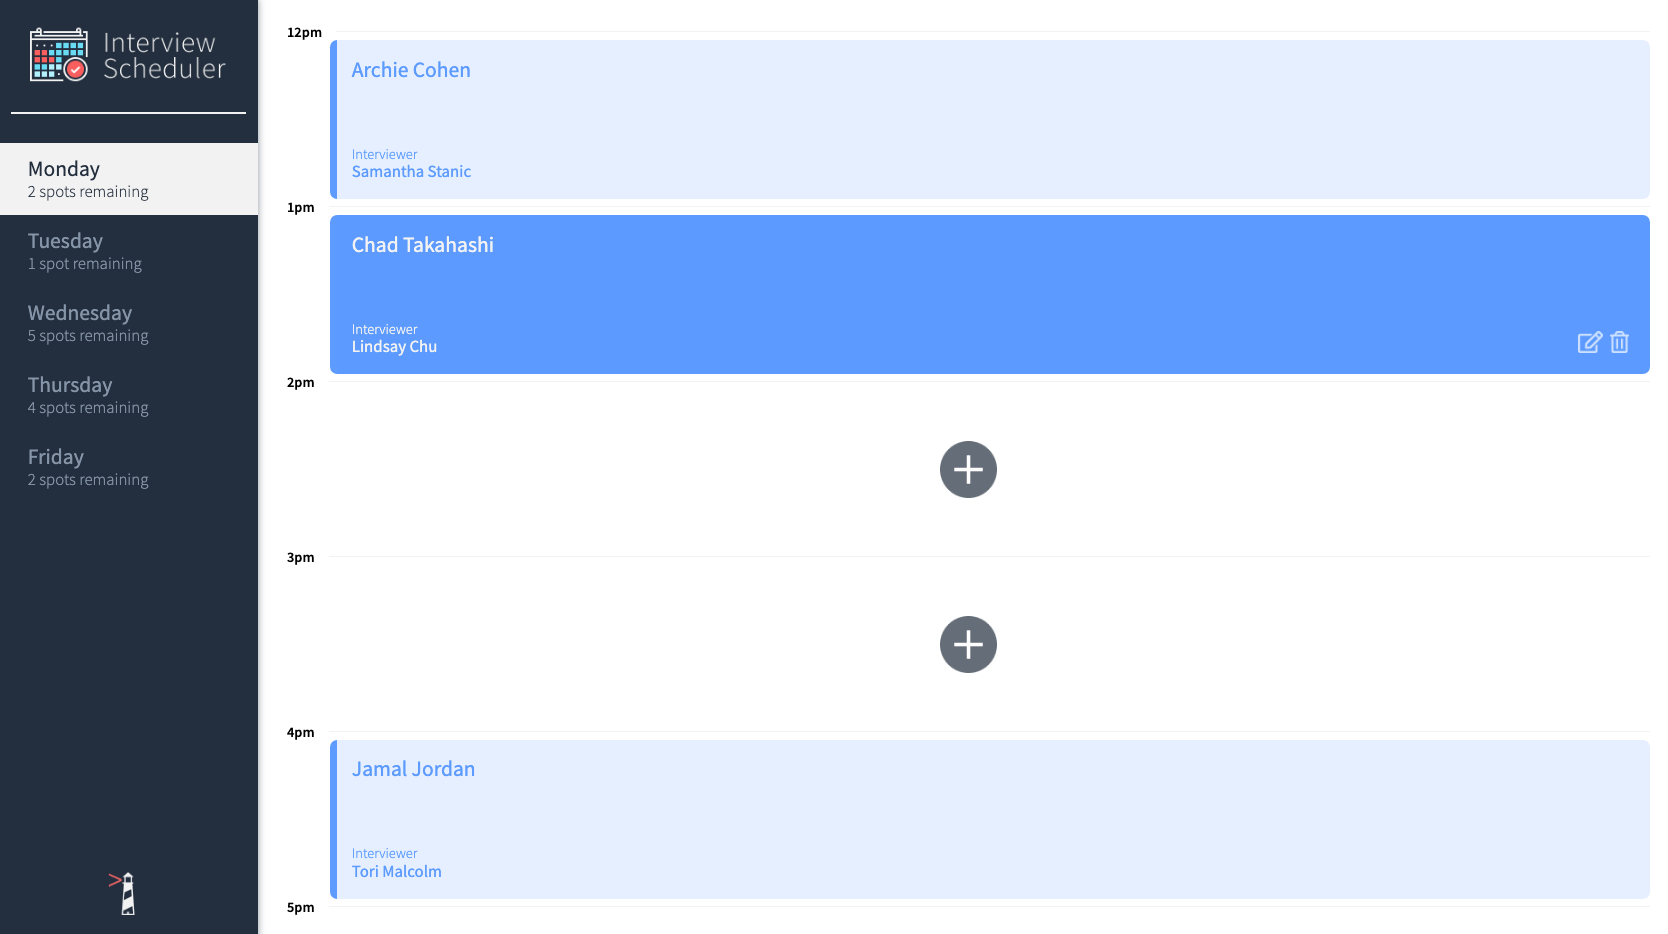 Interview
Scheduler
Monday
2 spots remaining
Tuesday
1 spot remaining
Wednesday
5 spots remaining
Thursday
4 spots remaining
Friday
2 spots remaining
12pm
Archie Cohen
Interviewer
Samantha Stanic
1pm
Chad Takahashi
Interviewer
Lindsay Chu
2pm
3pm
4pm
Jamal Jordan
Interviewer
Tori Malcolm
5pm